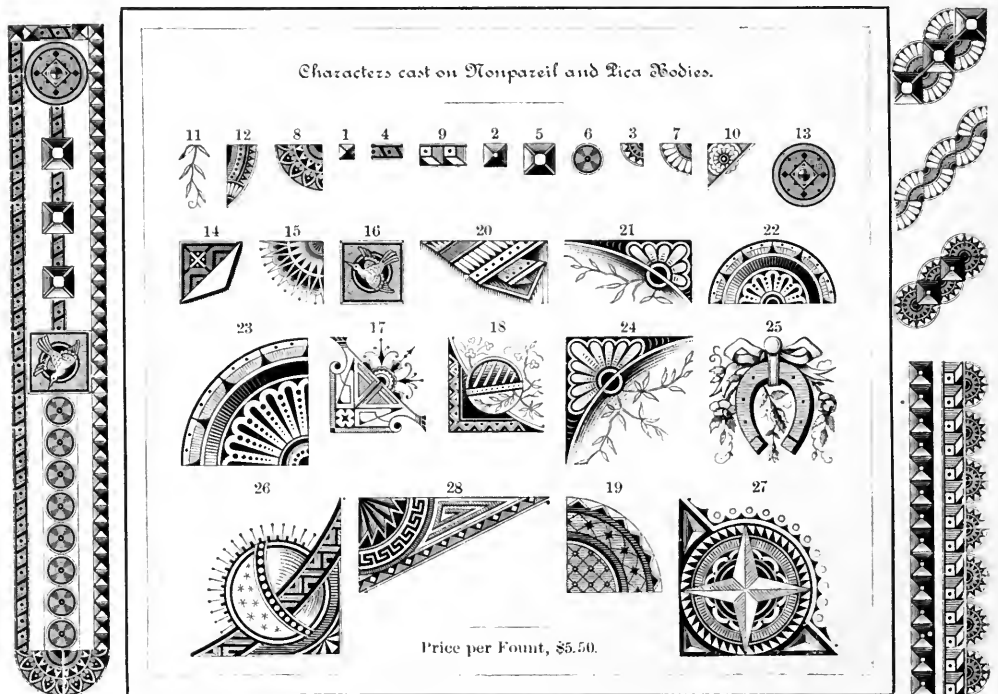 Characters cast on Nonpareil and Pica Bodies.
11 12 8 1 4 9 2 5 6 3 7 10 13
14 15 16 20 21 22
23 17 18 24 25
26 28 19 27
Price per Fount, $5.50.